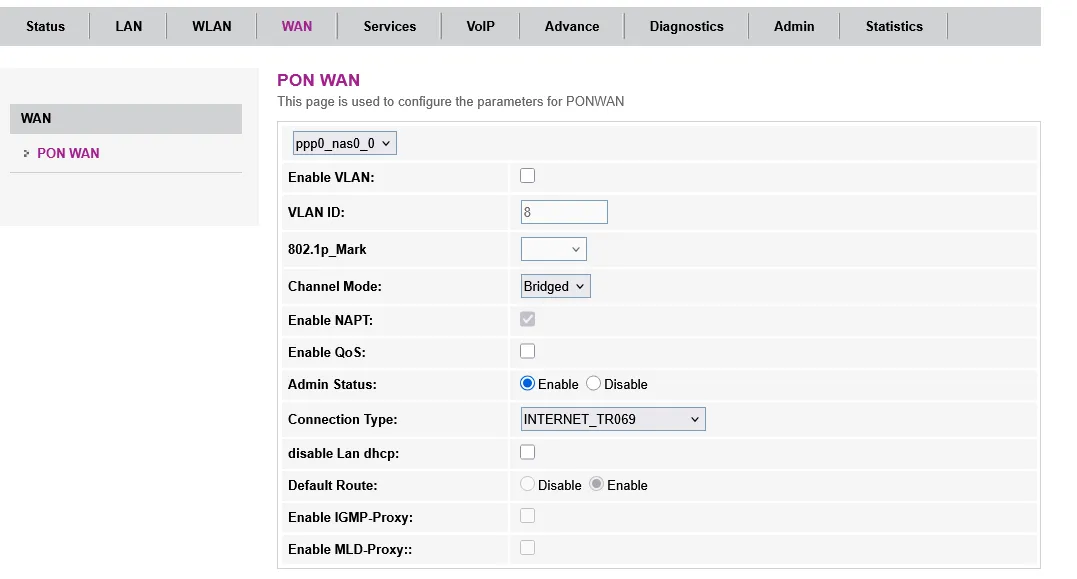 Status LAN WLAN WAN Services VoIP Advance Diagnostics Admin Statistics
WAN
PON WAN
PON WAN
This page is used to configure the parameters for PONWAN
ppp0_nas0_0
Enable VLAN:
VLAN ID: 8
802.1p_Mark
Channel Mode: Bridged
Enable NAPT:
Enable QoS:
Admin Status: Enable Disable
Connection Type: INTERNET_TR069
disable Lan dhcp:
Default Route: Disable Enable
Enable IGMP-Proxy:
Enable MLD-Proxy::